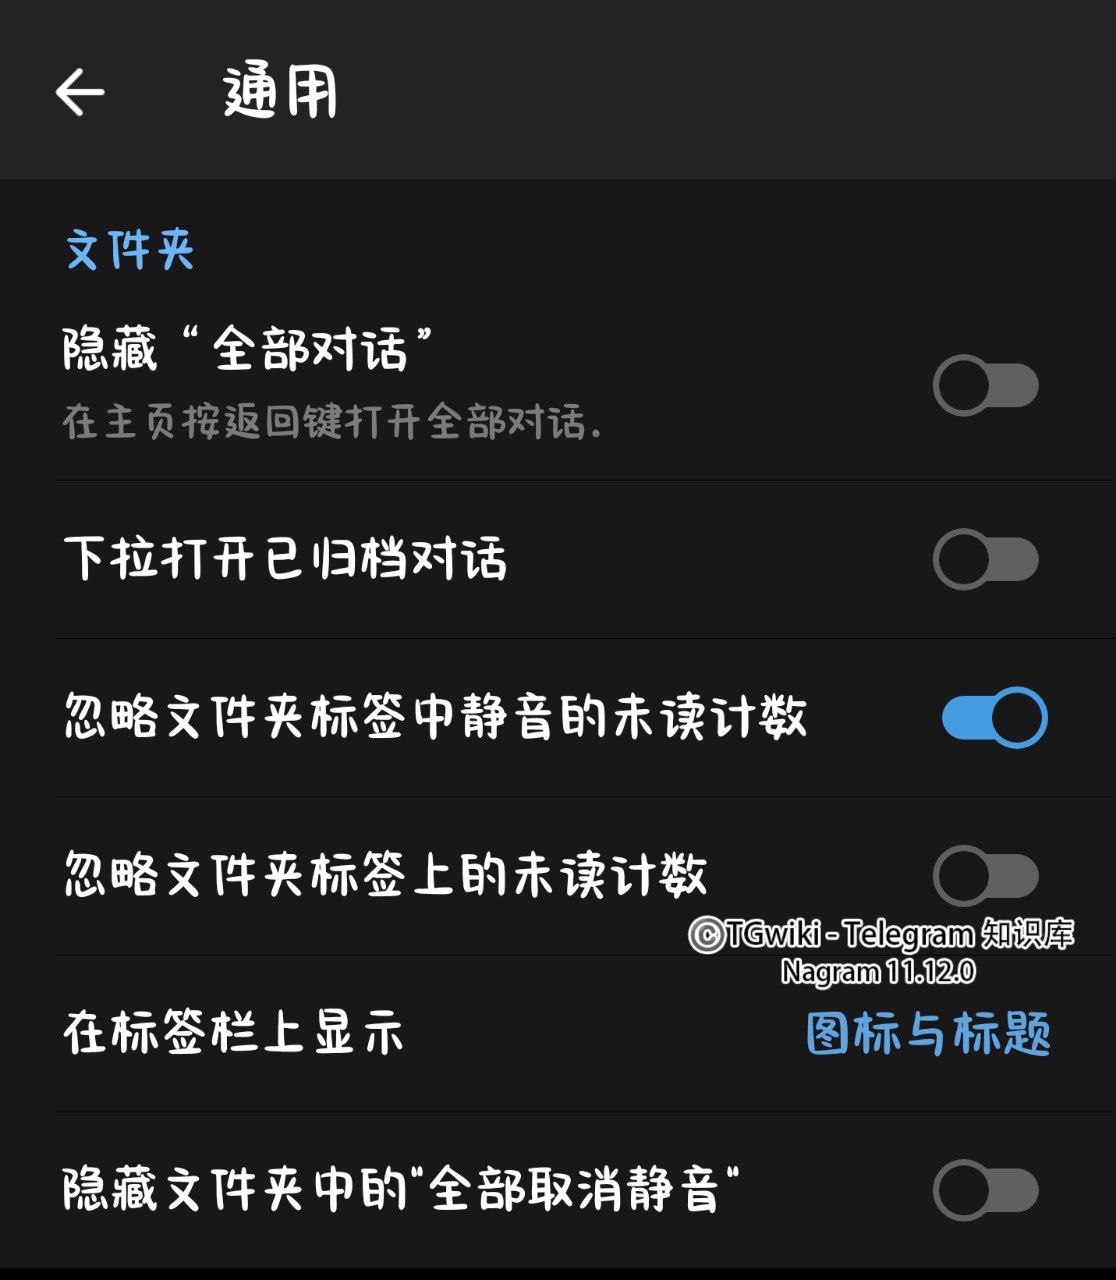 通用
文件夹
隐藏“全部对话”
在主页按返回键打开全部对话.
下拉打开已归档对话
忽略文件夹标签中静音的未读计数
忽略文件夹标签上的未读计数
©TGwiki - Telegram 知识库
Nagram 11.12.0
在标签栏上显示 图标与标题
隐藏文件夹中的"全部取消静音"